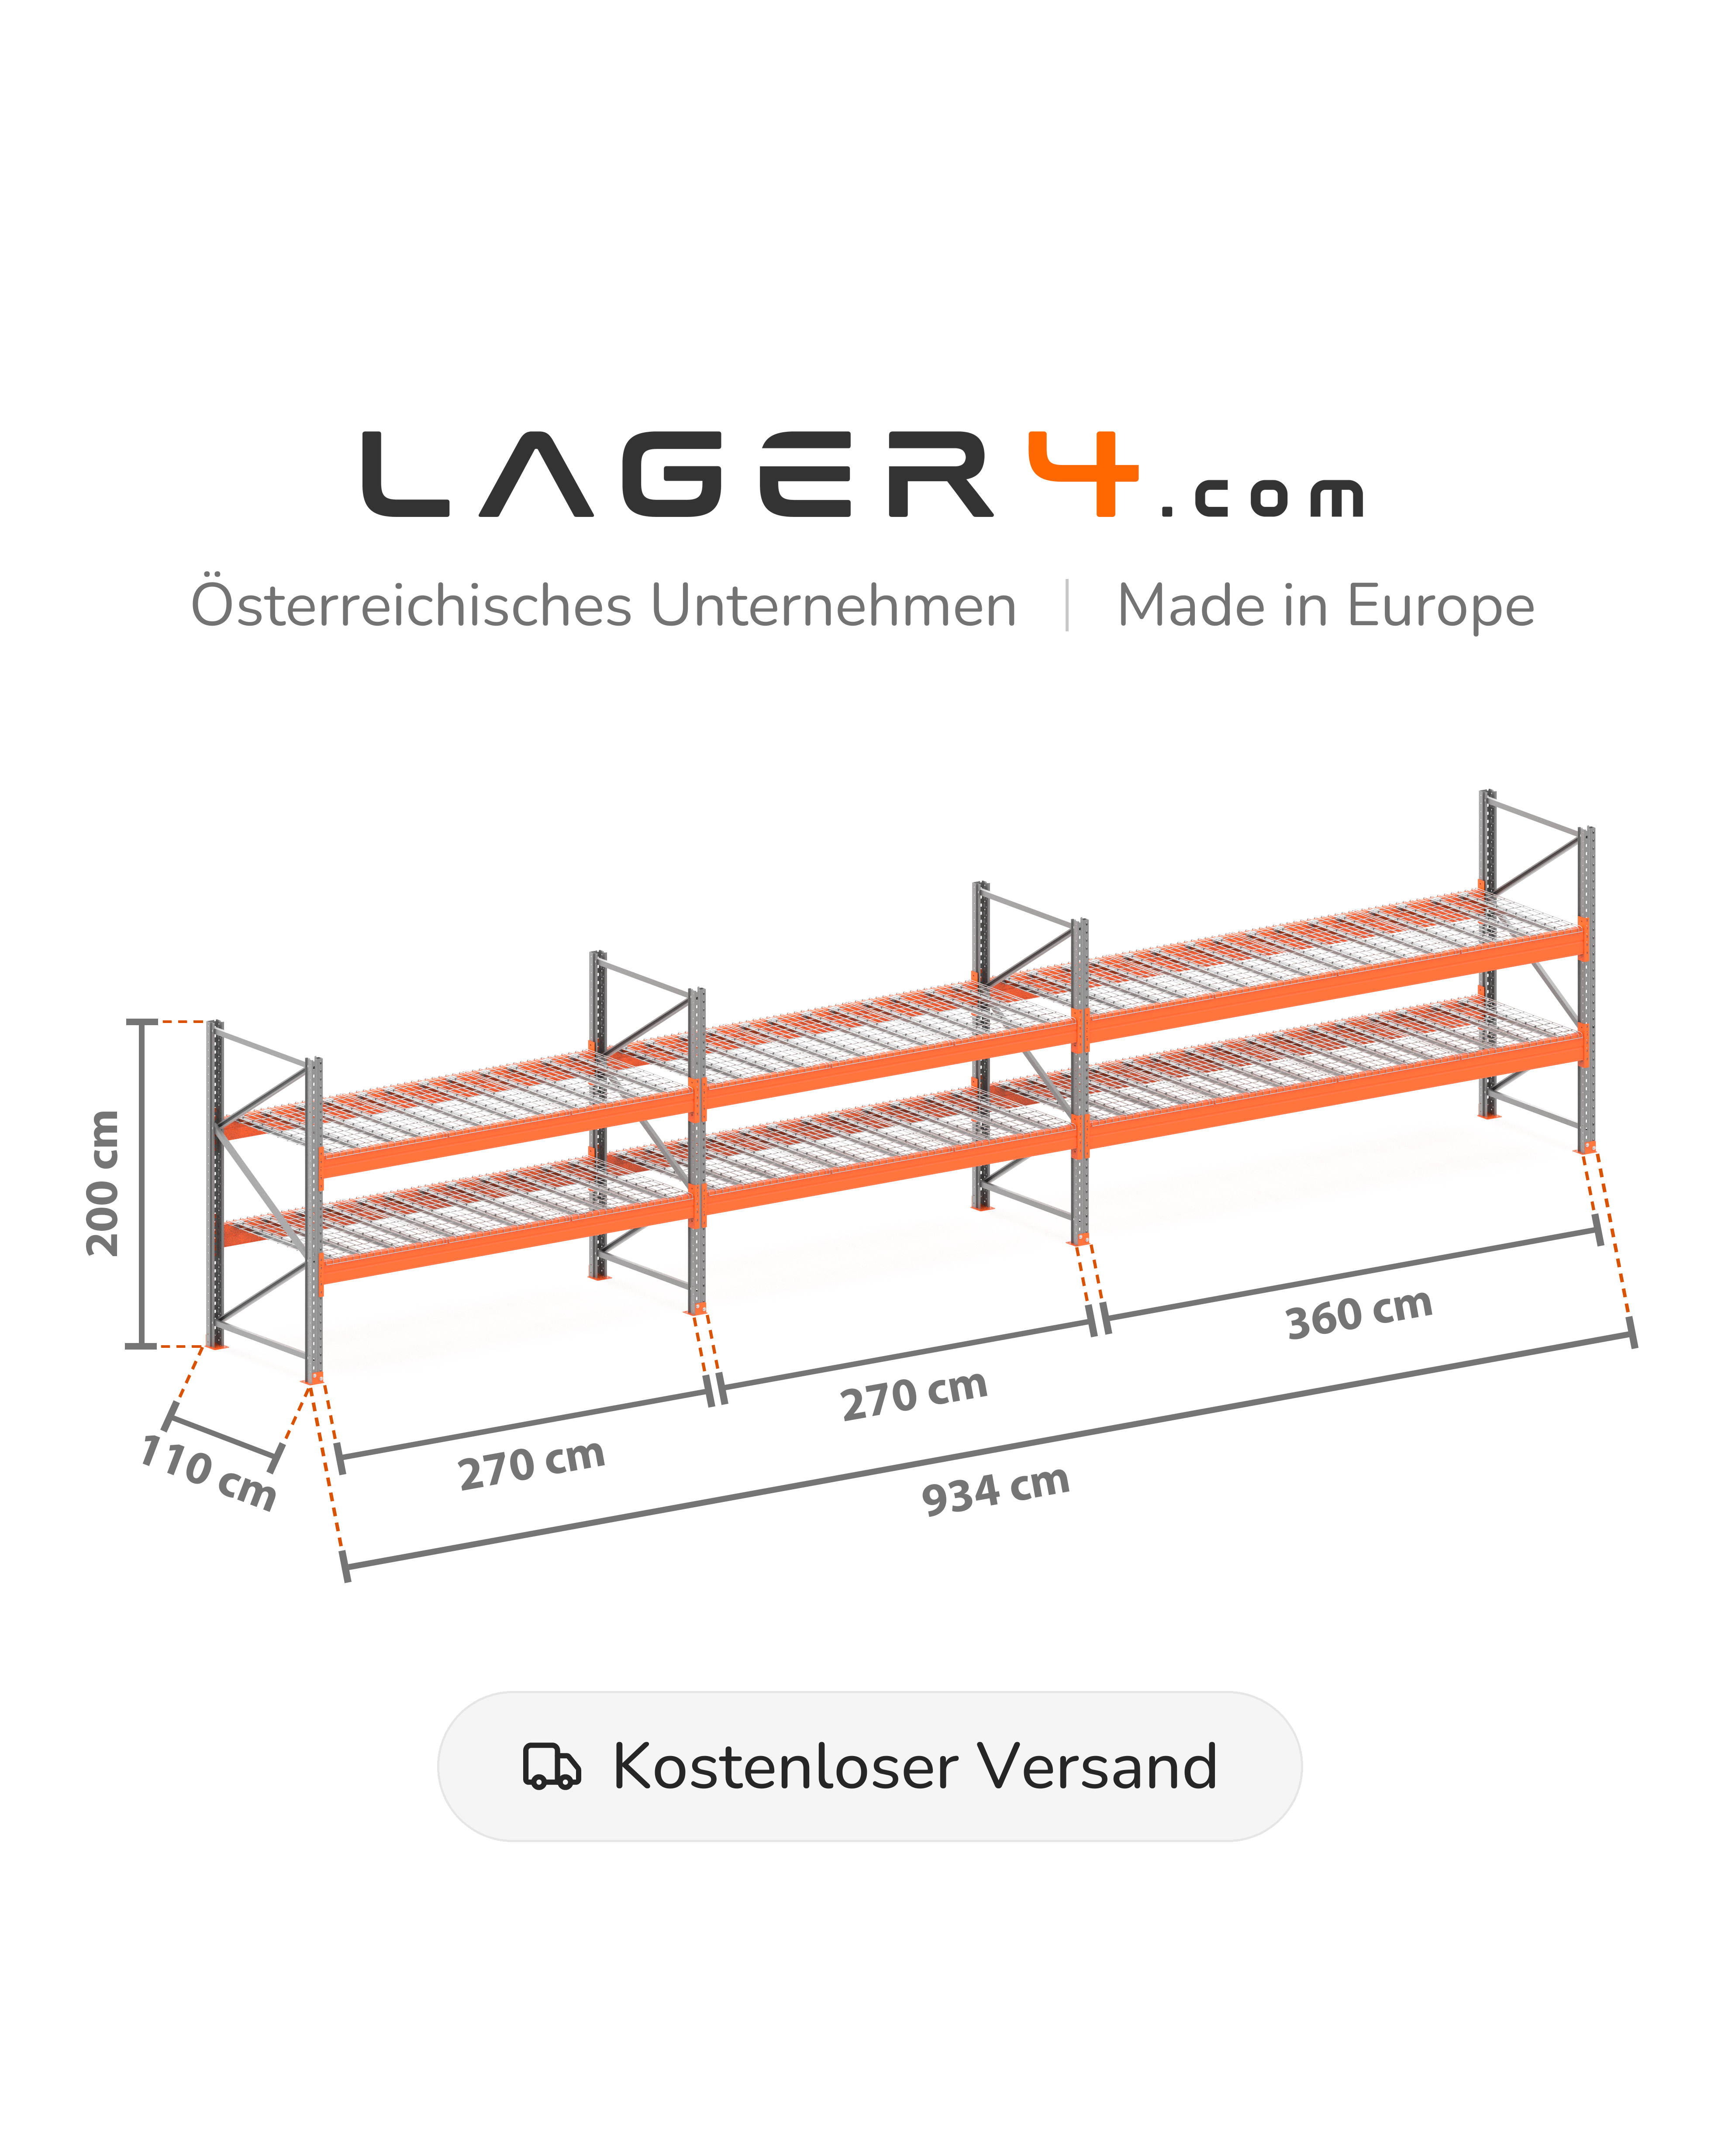 LAGER4.com
Österreichisches Unternehmen | Made in Europe
200 cm
110 cm
270 cm
270 cm
360 cm
934 cm
Kostenloser Versand